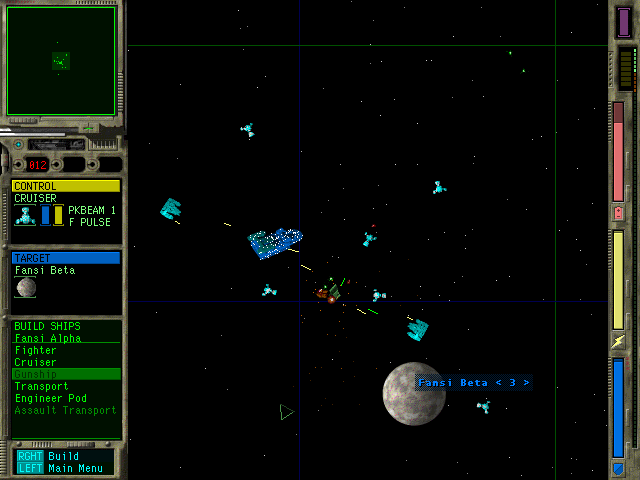 012
CONTROL
CRUISER
PKBEAM 1
F PULSE
TARGET
Fansi Beta
BUILD SHIPS
Fansi Alpha
Fighter
Cruiser
Gunship
Transport
Engineer Pod
Assault Transport
RGHT Build
LEFT Main Menu
Fansi Beta < 3 >